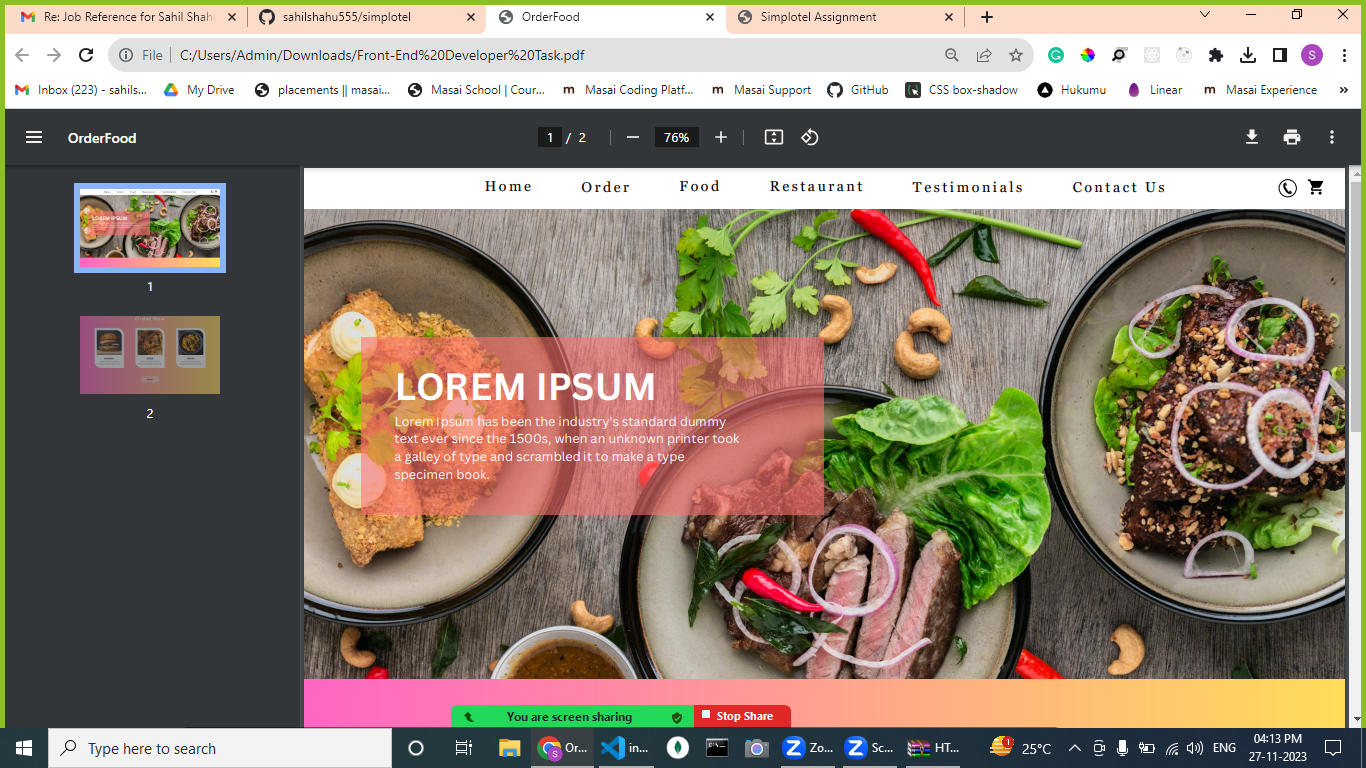 Re: Job Reference for Sahil Shah
sahilshahu555/simplotel
OrderFood
Simplotel Assignment
File
C:/Users/Admin/Downloads/Front-End%20Developer%20Task.pdf
S
Inbox (223) - sahils...
My Drive
placements || masai...
Masai School | Cour...
Masai Coding Platf...
Masai Support
GitHub
CSS box-shadow
Hukumu
Linear
Masai Experience
»
OrderFood
1 / 2
76%
Home
Order
Food
Restaurant
Testimonials
Contact Us
LOREM IPSUM
Lorem Ipsum has been the industry's standard dummy
text ever since the 1500s, when an unknown printer took
a galley of type and scrambled it to make a type
specimen book.
1
2
You are screen sharing
Stop Share
Type here to search
Or...
in...
Zo...
Sc...
HT...
1
25°C
ENG
04:13 PM
27-11-2023